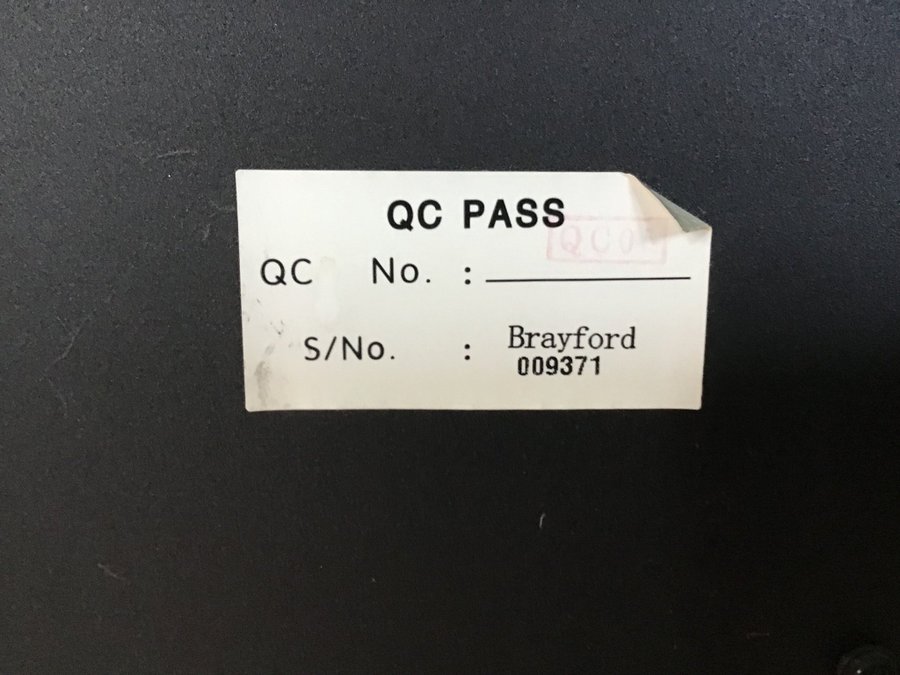 QC PASS
QC No. :
S/No. : Brayford
009371